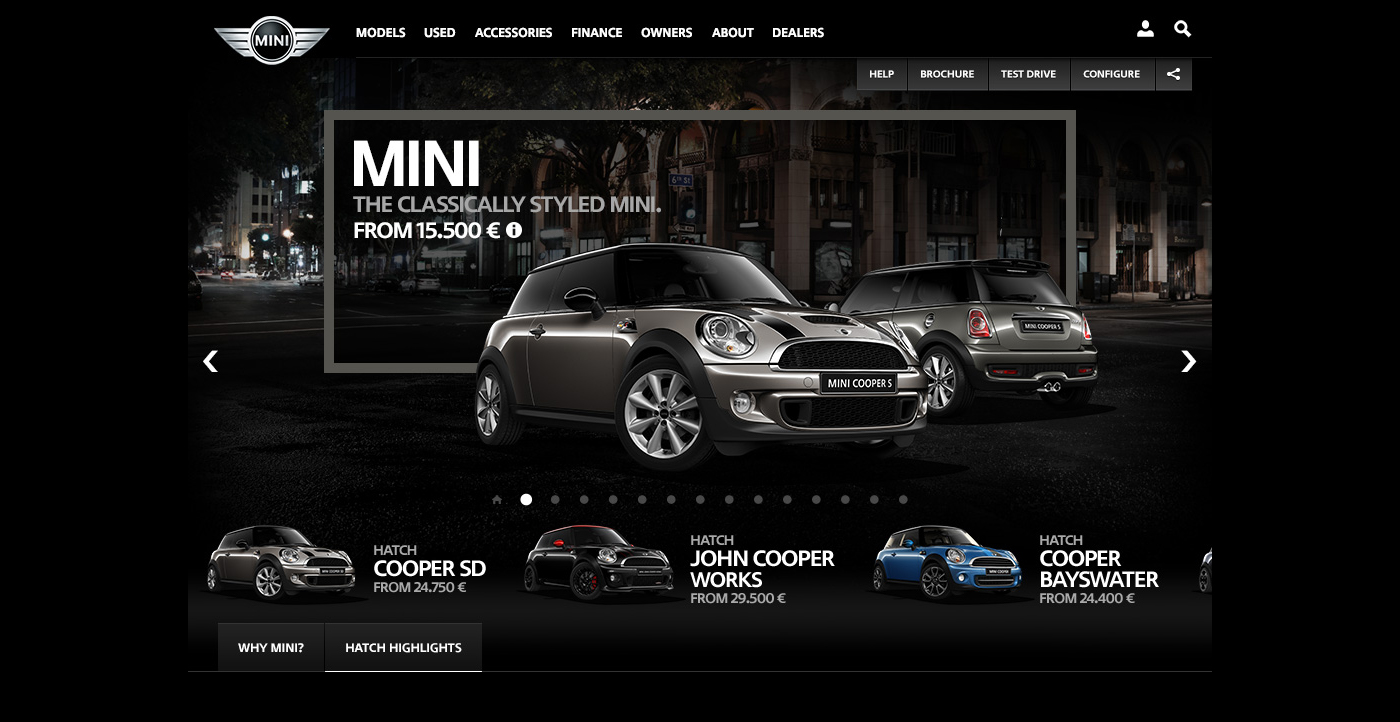 MINI
MODELS USED ACCESSORIES FINANCE OWNERS ABOUT DEALERS
HELP BROCHURE TEST DRIVE CONFIGURE
MINI
THE CLASSICALLY STYLED MINI.
FROM 15.500 €
6TH ST
MINI COOPER S
MINI COOPER S
HATCH
COOPER SD
FROM 24.750 €
HATCH
JOHN COOPER
WORKS
FROM 29.500 €
HATCH
COOPER
BAYSWATER
FROM 24.400 €
WHY MINI? HATCH HIGHLIGHTS